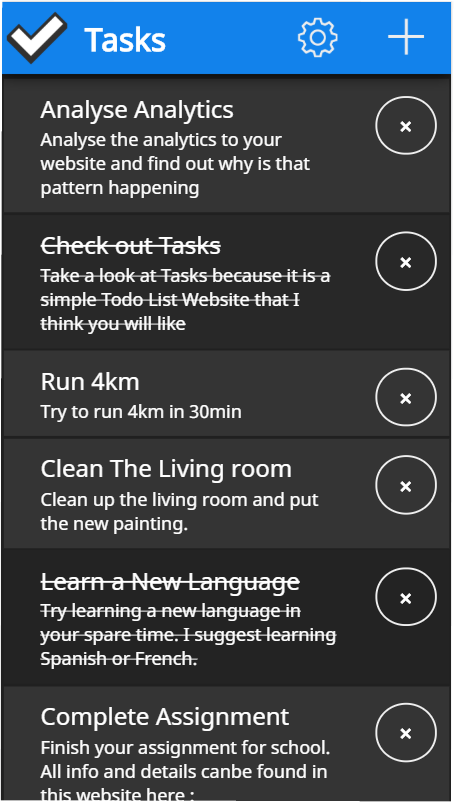 Tasks
Analyse Analytics
Analyse the analytics to your
website and find out why is that
pattern happening
Check out Tasks
Take a look at Tasks because it is a
simple Todo List Website that I
think you will like
Run 4km
Try to run 4km in 30min
Clean The Living room
Clean up the living room and put
the new painting.
Learn a New Language
Try learning a new language in
your spare time. I suggest learning
Spanish or French.
Complete Assignment
Finish your assignment for school.
All info and details canbe found in
this website here :